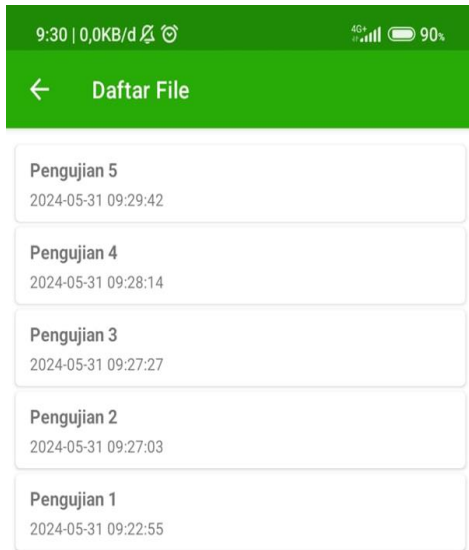 9:30 | 0,0KB/d 4G+ 90%
Daftar File
Pengujian 5
2024-05-31 09:29:42
Pengujian 4
2024-05-31 09:28:14
Pengujian 3
2024-05-31 09:27:27
Pengujian 2
2024-05-31 09:27:03
Pengujian 1
2024-05-31 09:22:55